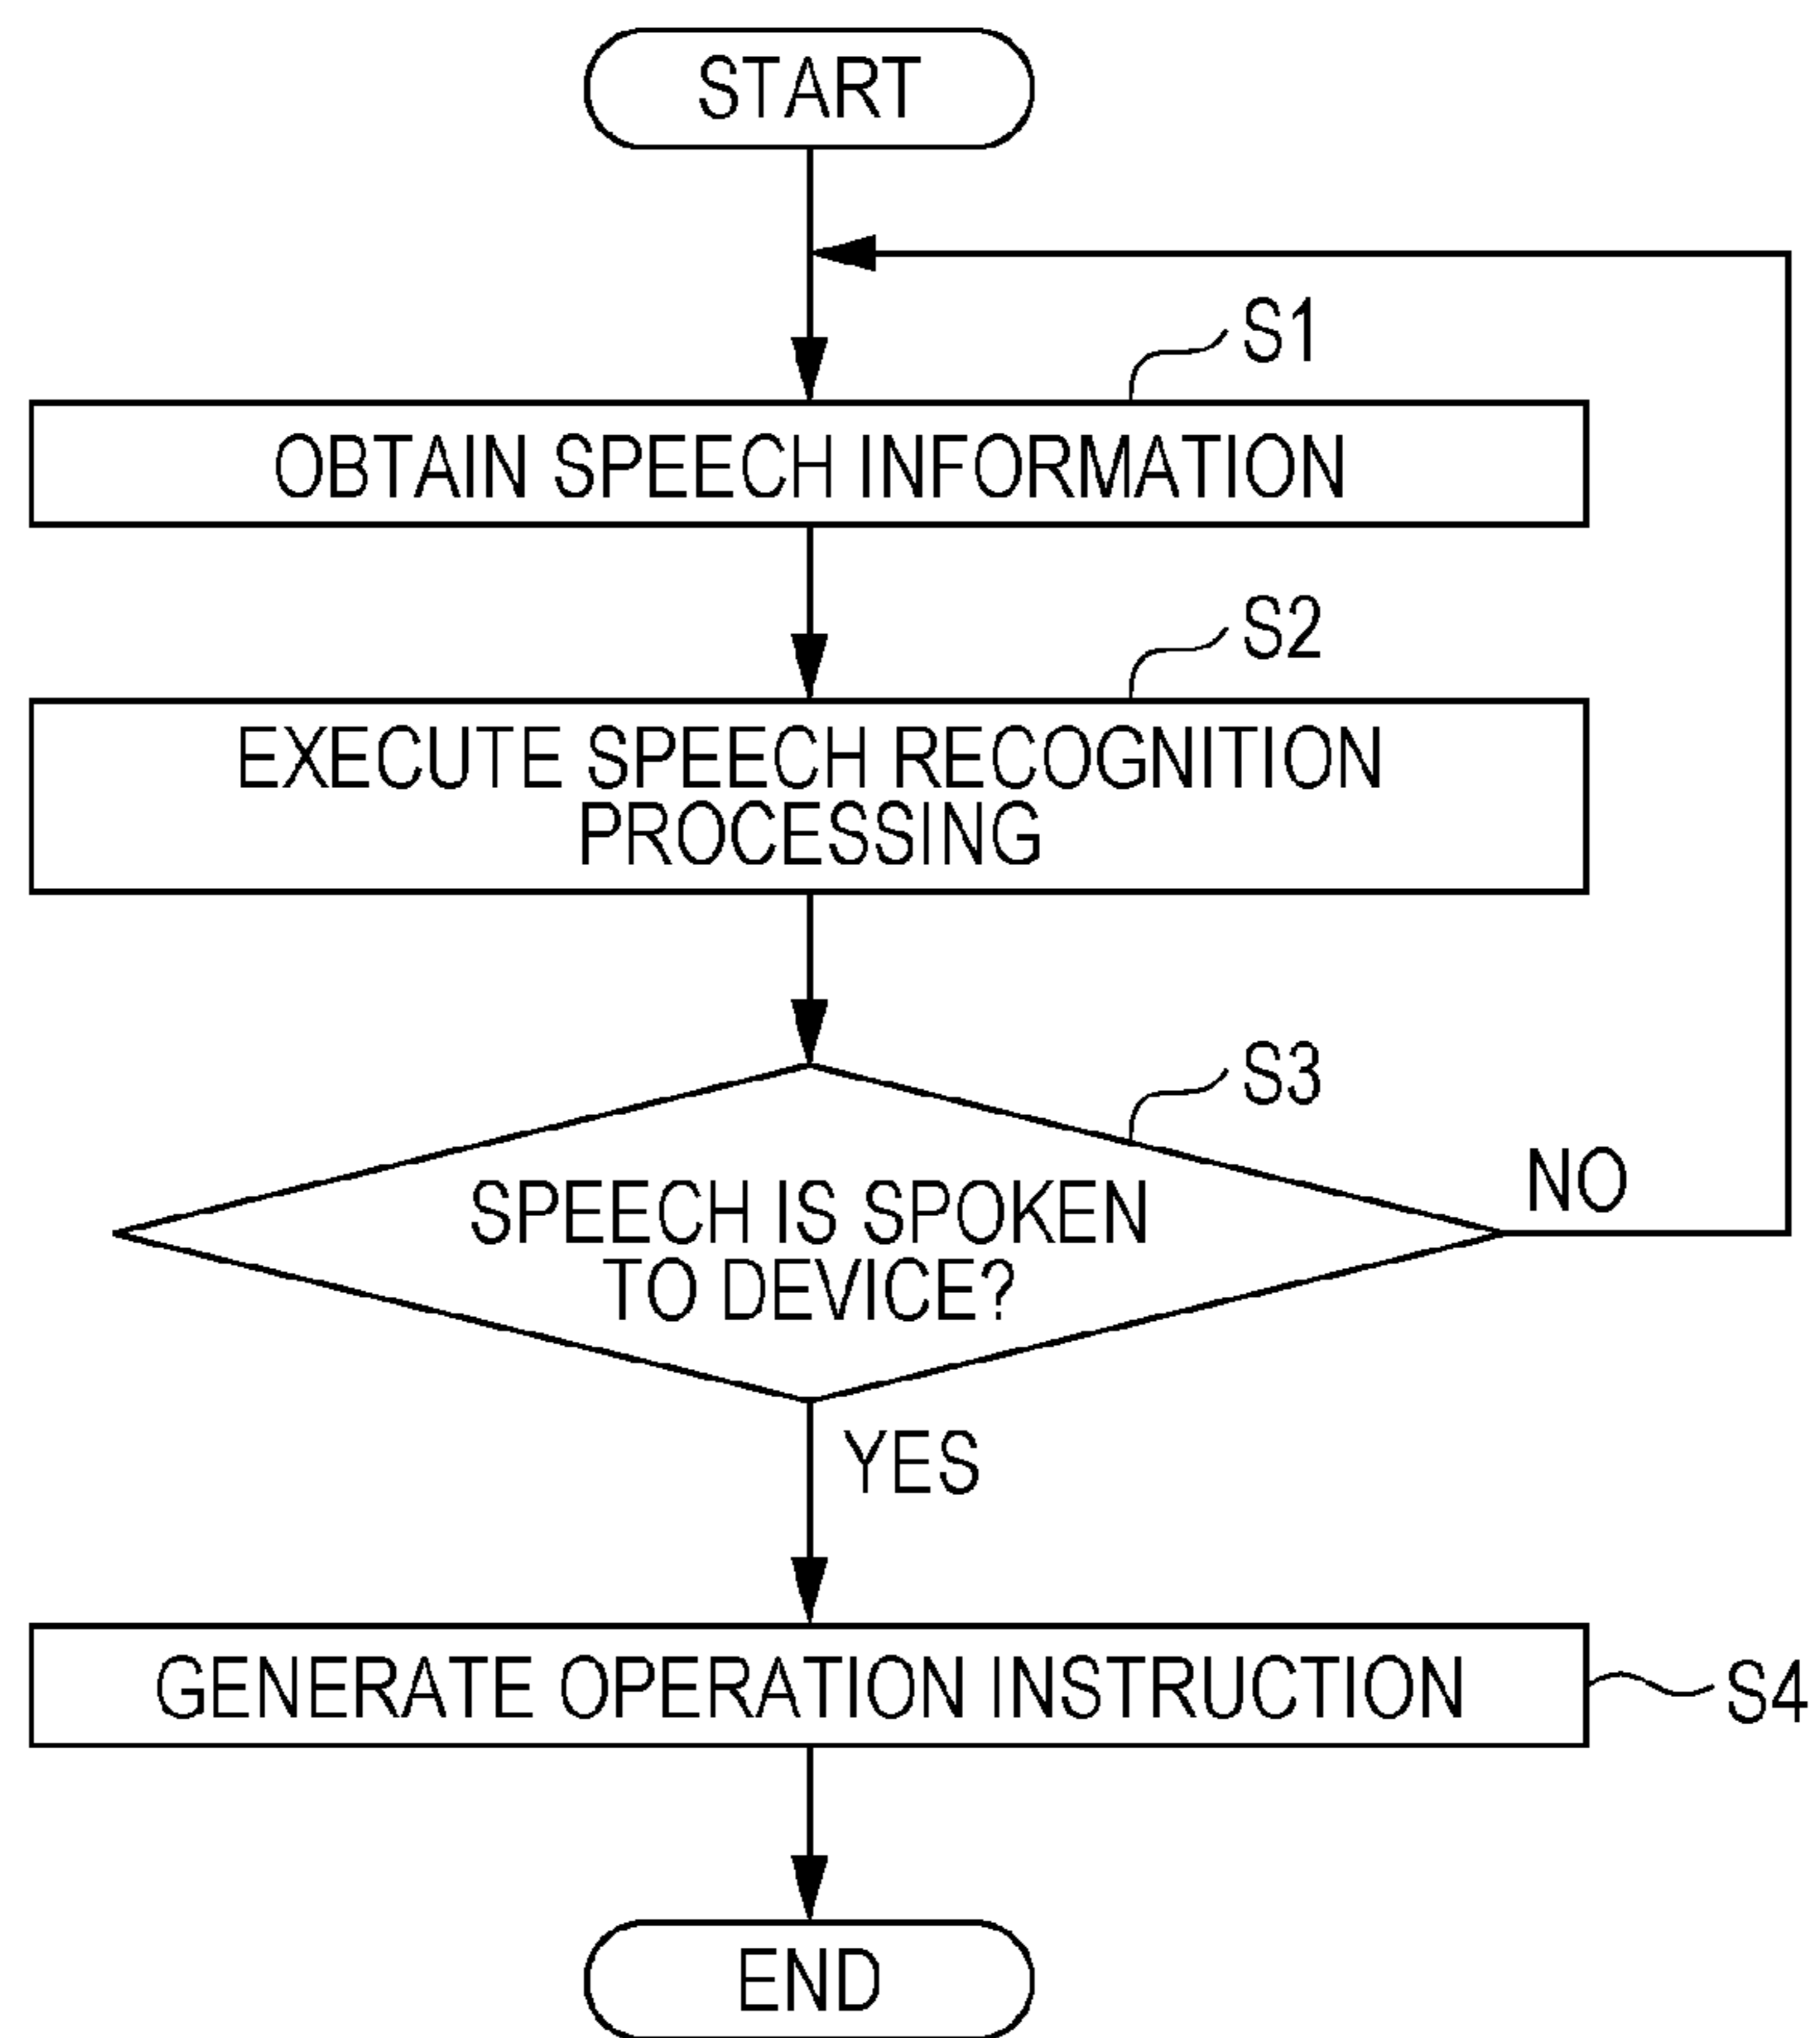 START
S1
OBTAIN SPEECH INFORMATION
S2
EXECUTE SPEECH RECOGNITION
PROCESSING
S3
NO
SPEECH IS SPOKEN
TO DEVICE?
YES
GENERATE OPERATION INSTRUCTION
S4
END